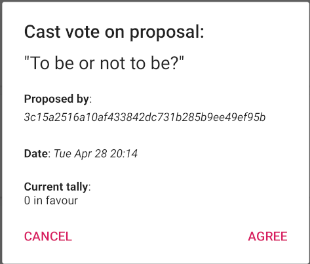 Cast vote on proposal:
"To be or not to be?"
Proposed by:
3c15a2516a10af433842dc731b285b9ee49ef95b
Date: Tue Apr 28 20:14
Current tally:
0 in favour
CANCEL AGREE